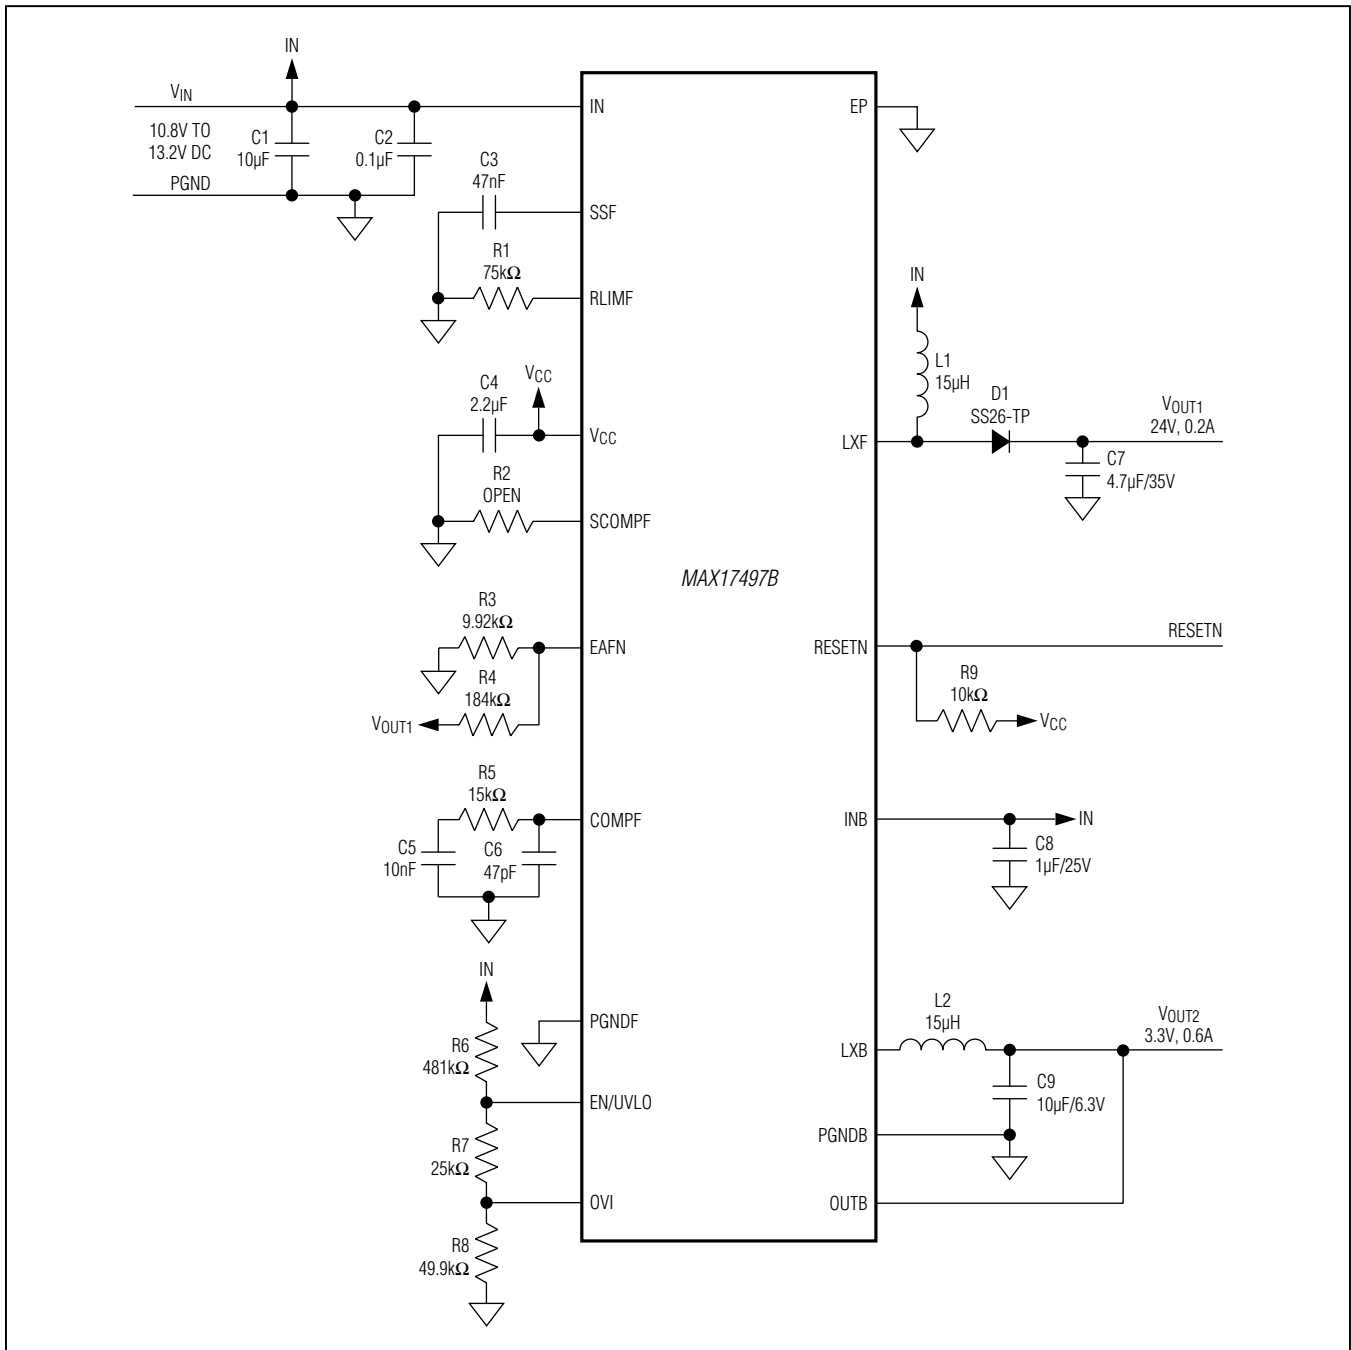 IN
VIN
10.8V TO
13.2V DC
PGND
C1
10µF
C2
0.1µF
C3
47nF
R1
75kΩ
VCC
C4
2.2µF
R2
OPEN
R3
9.92kΩ
R4
184kΩ
VOUT1
R5
15kΩ
C5
10nF
C6
47pF
IN
R6
481kΩ
R7
25kΩ
R8
49.9kΩ
IN
SSF
RLIMF
VCC
SCOMPF
EAFN
COMPF
PGNDF
EN/UVLO
OVI
MAX17497B
EP
LXF
RESETN
INB
LXB
PGNDB
OUTB
IN
L1
15µH
D1
SS26-TP
VOUT1
24V, 0.2A
C7
4.7µF/35V
RESETN
R9
10kΩ
VCC
IN
C8
1µF/25V
L2
15µH
VOUT2
3.3V, 0.6A
C9
10µF/6.3V